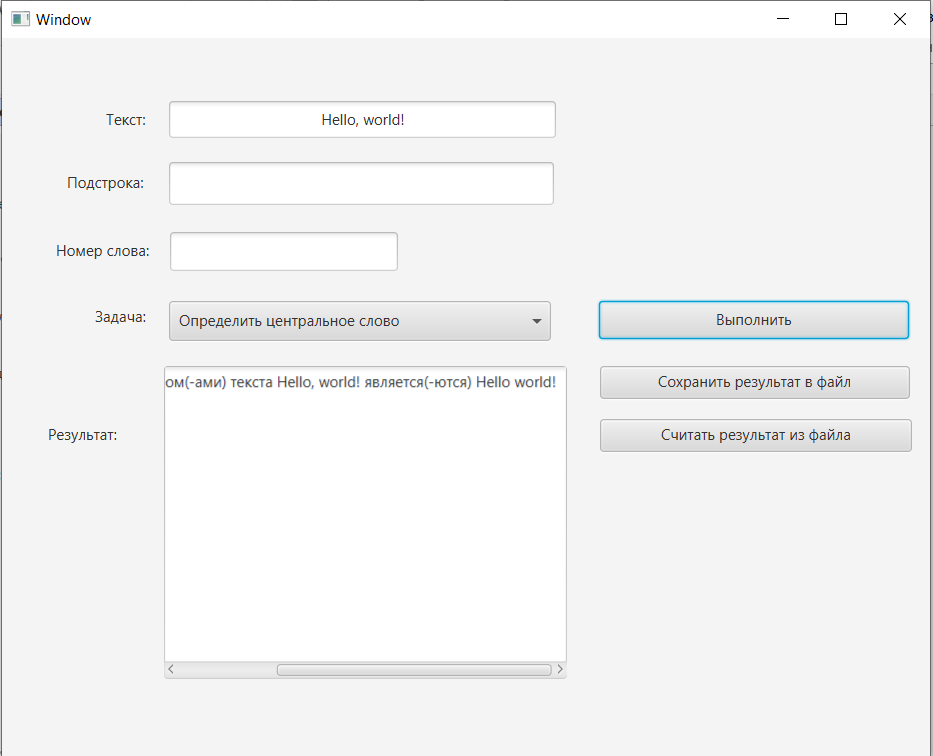 Window
Текст:
Hello, world!
Подстрока:
Номер слова:
Задача:
Определить центральное слово
Выполнить
ом(-ами) текста Hello, world! является(-ются) Hello world!
Сохранить результат в файл
Результат:
Считать результат из файла